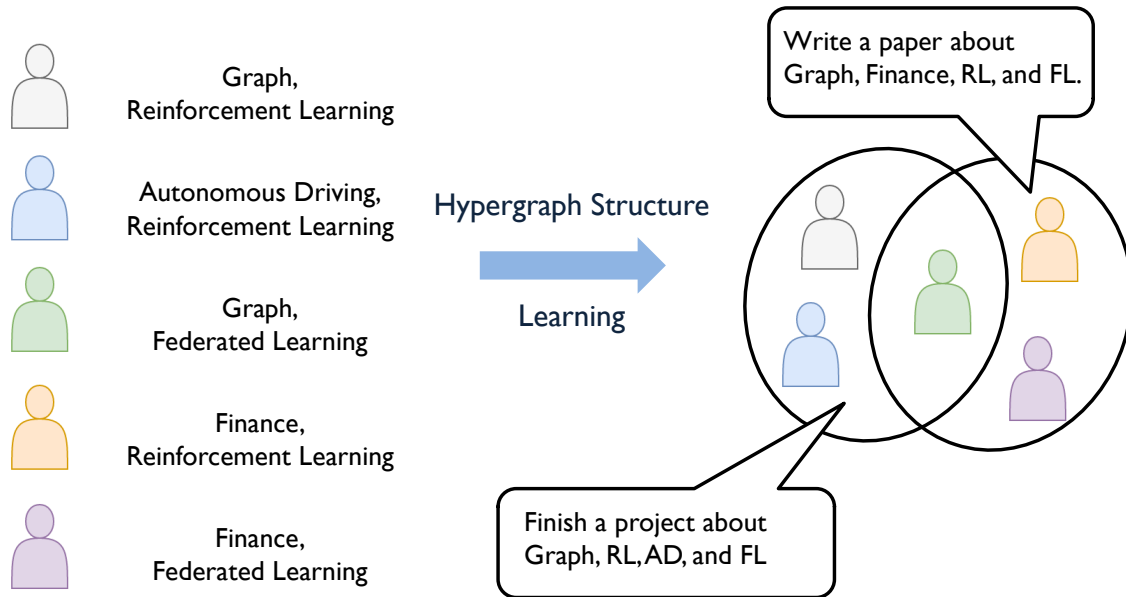 Graph,
Reinforcement Learning
Autonomous Driving,
Reinforcement Learning
Graph,
Federated Learning
Finance,
Reinforcement Learning
Finance,
Federated Learning
Hypergraph Structure
Learning
Write a paper about
Graph, Finance, RL, and FL.
Finish a project about
Graph, RL, AD, and FL